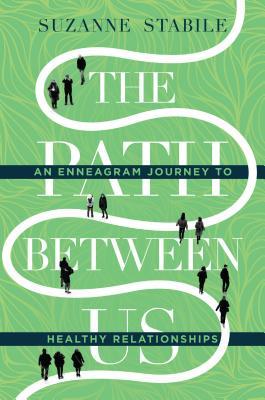 SUZANNE STABILE
THE
AN ENNEAGRAM JOURNEY TO
PATH
BETWEEN
HEALTHY RELATIONSHIPS
US